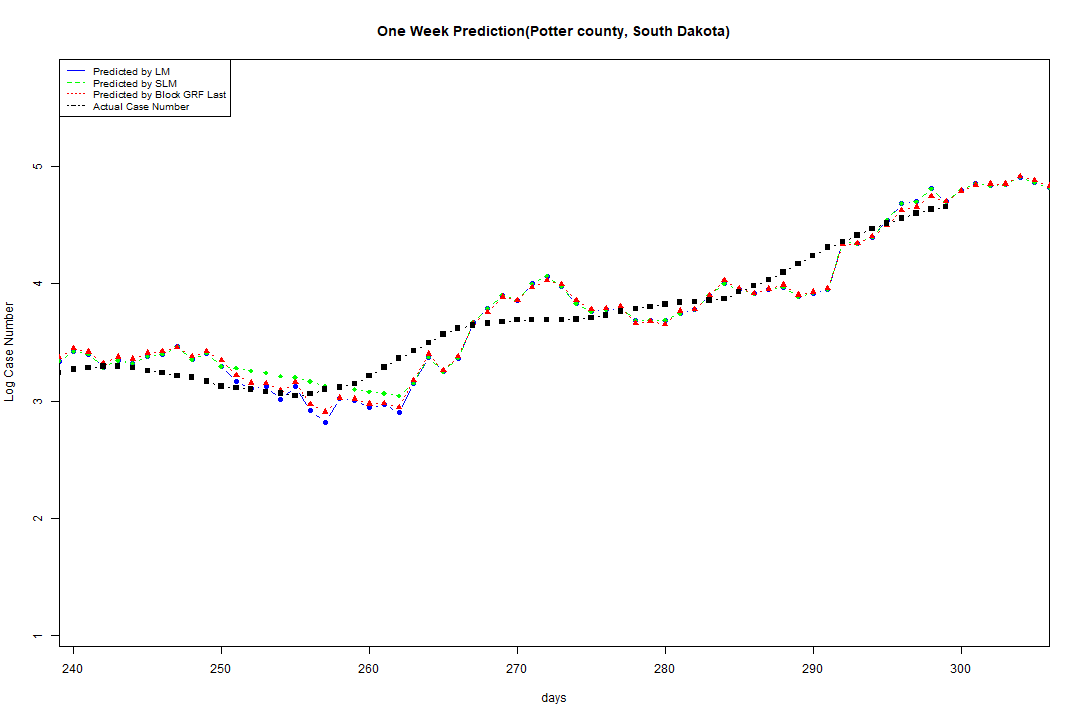 One Week Prediction(Potter county, South Dakota)
Predicted by LM
Predicted by SLM
Predicted by Block GRF Last
Actual Case Number
Log Case Number
5
4
3
2
1
240 250 260 270 280 290 300
days